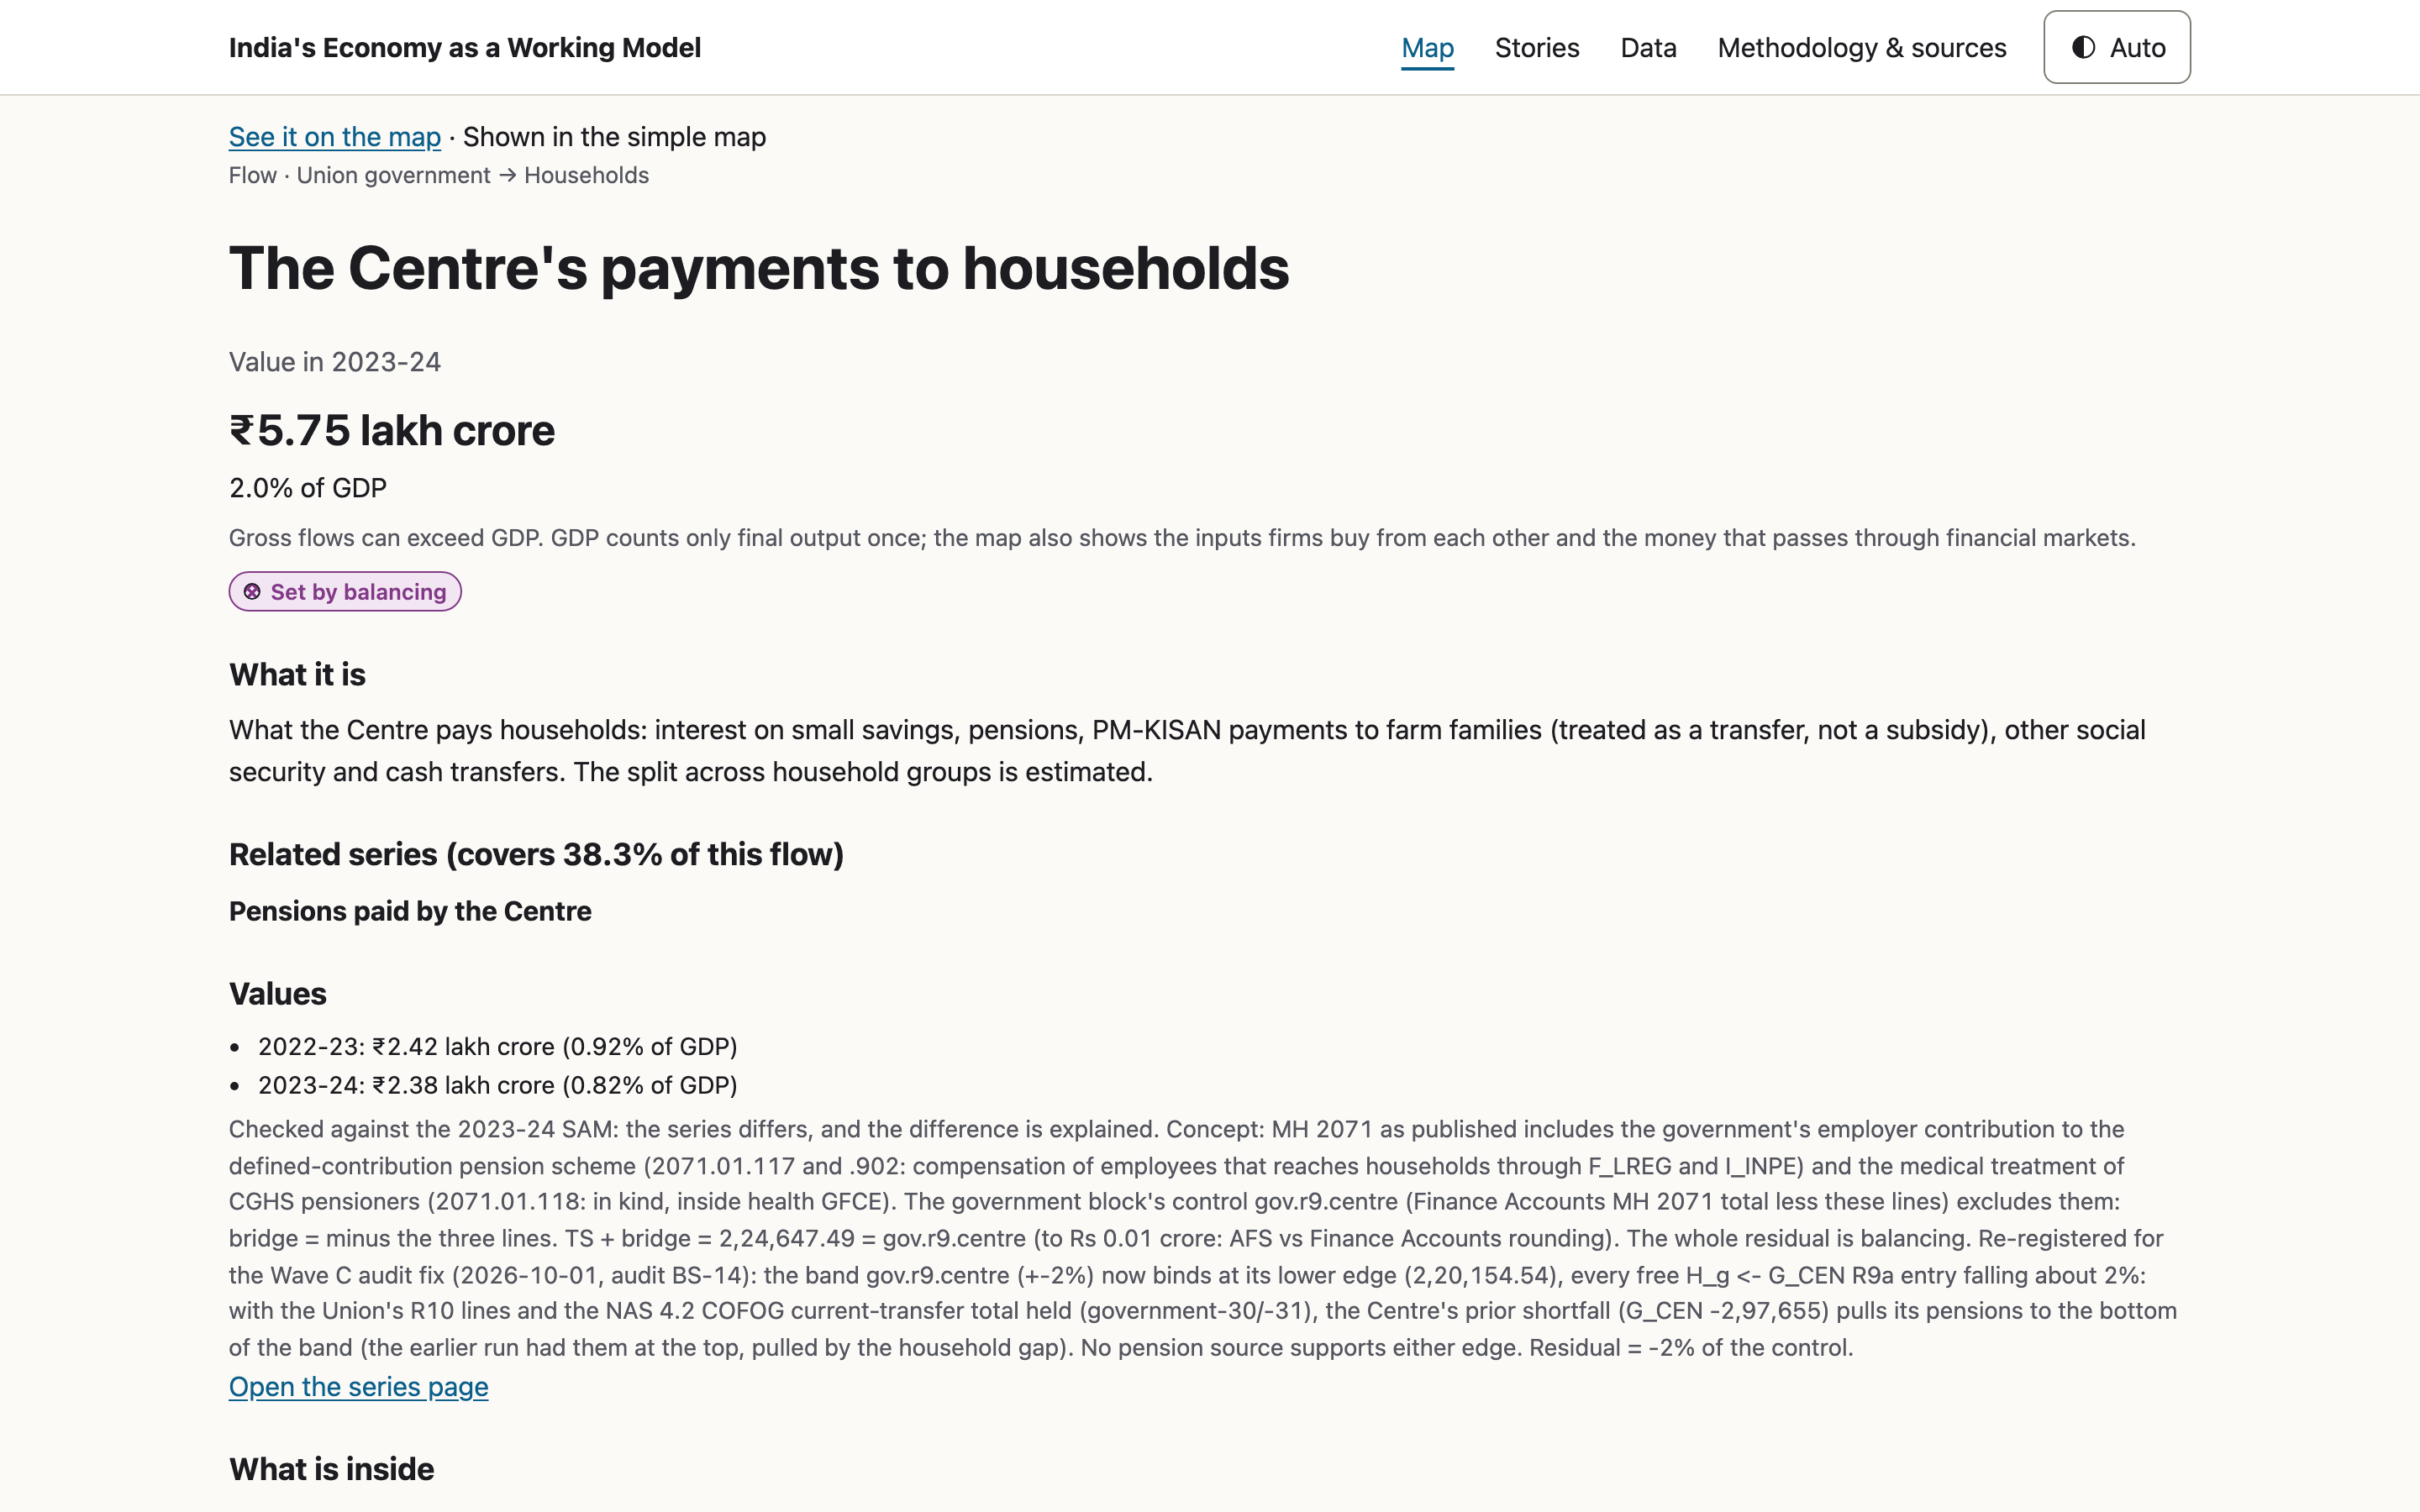 India's Economy as a Working Model
Map
Stories
Data
Methodology & sources
Auto
See it on the map · Shown in the simple map
Flow · Union government → Households
The Centre's payments to households
Value in 2023-24
₹5.75 lakh crore
2.0% of GDP
Gross flows can exceed GDP. GDP counts only final output once; the map also shows the inputs firms buy from each other and the money that passes through financial markets.
Set by balancing
What it is
What the Centre pays households: interest on small savings, pensions, PM-KISAN payments to farm families (treated as a transfer, not a subsidy), other social
security and cash transfers. The split across household groups is estimated.
Related series (covers 38.3% of this flow)
Pensions paid by the Centre
Values
• 2022-23: ₹2.42 lakh crore (0.92% of GDP)
• 2023-24: ₹2.38 lakh crore (0.82% of GDP)
Checked against the 2023-24 SAM: the series differs, and the difference is explained. Concept: MH 2071 as published includes the government's employer contribution to the
defined-contribution pension scheme (2071.01.117 and .902: compensation of employees that reaches households through F_LREG and I_INPE) and the medical treatment of
CGHS pensioners (2071.01.118: in kind, inside health GFCE). The government block's control gov.r9.centre (Finance Accounts MH 2071 total less these lines) excludes them:
bridge = minus the three lines. TS + bridge = 2,24,647.49 = gov.r9.centre (to Rs 0.01 crore: AFS vs Finance Accounts rounding). The whole residual is balancing. Re-registered for
the Wave C audit fix (2026-10-01, audit BS-14): the band gov.r9.centre (+-2%) now binds at its lower edge (2,20,154.54), every free H_g <- G_CEN R9a entry falling about 2%:
with the Union's R10 lines and the NAS 4.2 COFOG current-transfer total held (government-30/-31), the Centre's prior shortfall (G_CEN -2,97,655) pulls its pensions to the bottom
of the band (the earlier run had them at the top, pulled by the household gap). No pension source supports either edge. Residual = -2% of the control.
Open the series page
What is inside